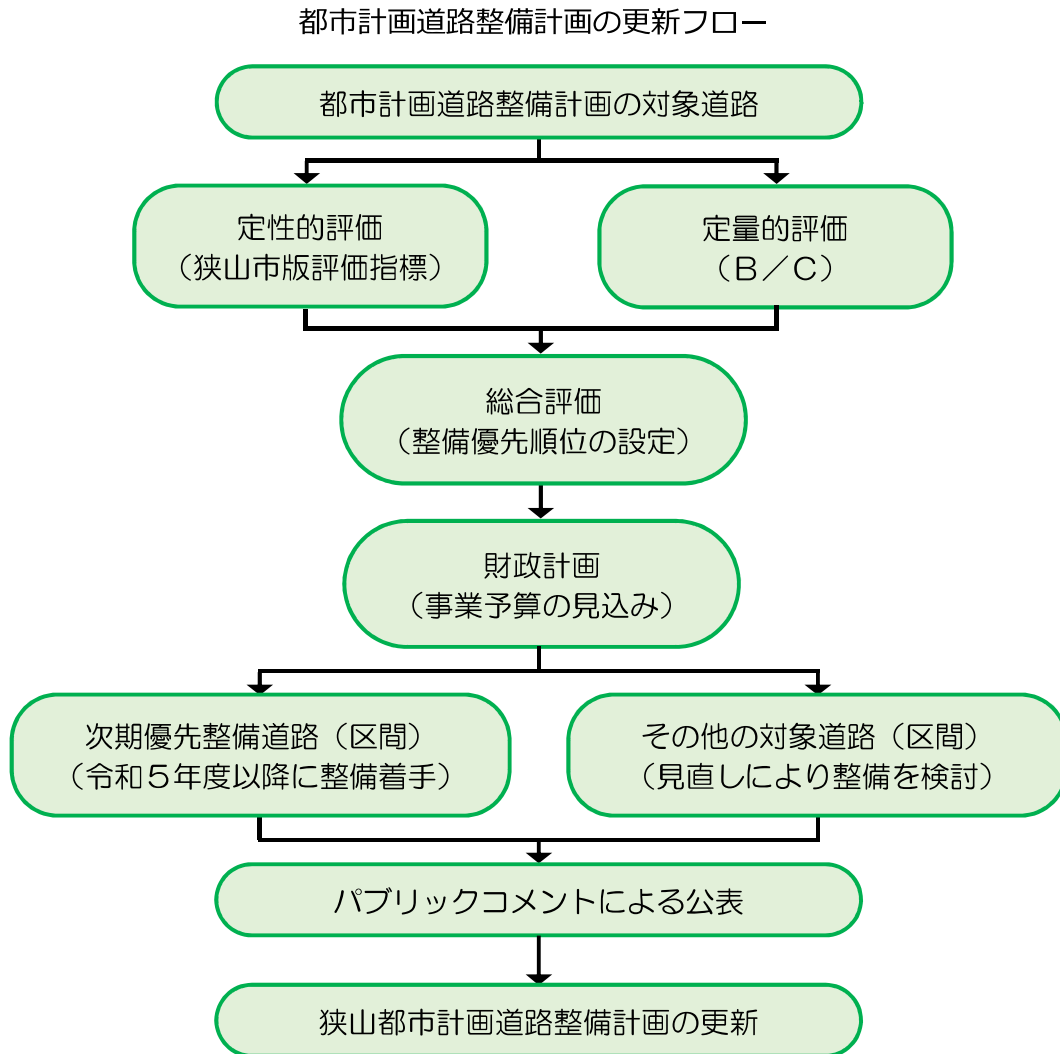 都市計画道路整備計画の更新フロー
都市計画道路整備計画の対象道路
定性的評価
（狭山市版評価指標）
定量的評価
（Ｂ／Ｃ）
総合評価
（整備優先順位の設定）
財政計画
（事業予算の見込み）
次期優先整備道路（区間）
（令和５年度以降に整備着手）
その他の対象道路（区間）
（見直しにより整備を検討）
パブリックコメントによる公表
狭山都市計画道路整備計画の更新